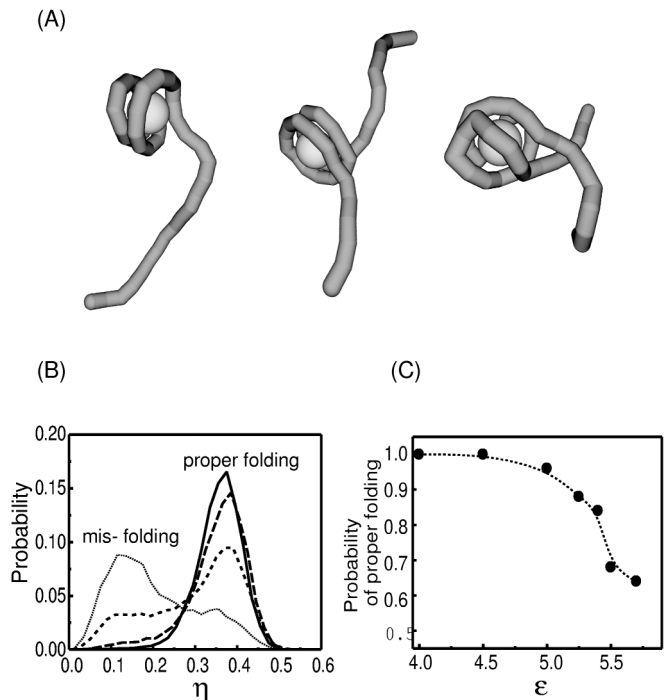 (A)
(B)
(C)
0.20
0.15
0.10
0.05
0.00
Probability
proper folding
mis- folding
0.0 0.1 0.2 0.3 0.4 0.5 0.6
η
1.0
0.9
0.8
0.7
0.6
0.5
Probability
of proper folding
4.0 4.5 5.0 5.5
ε